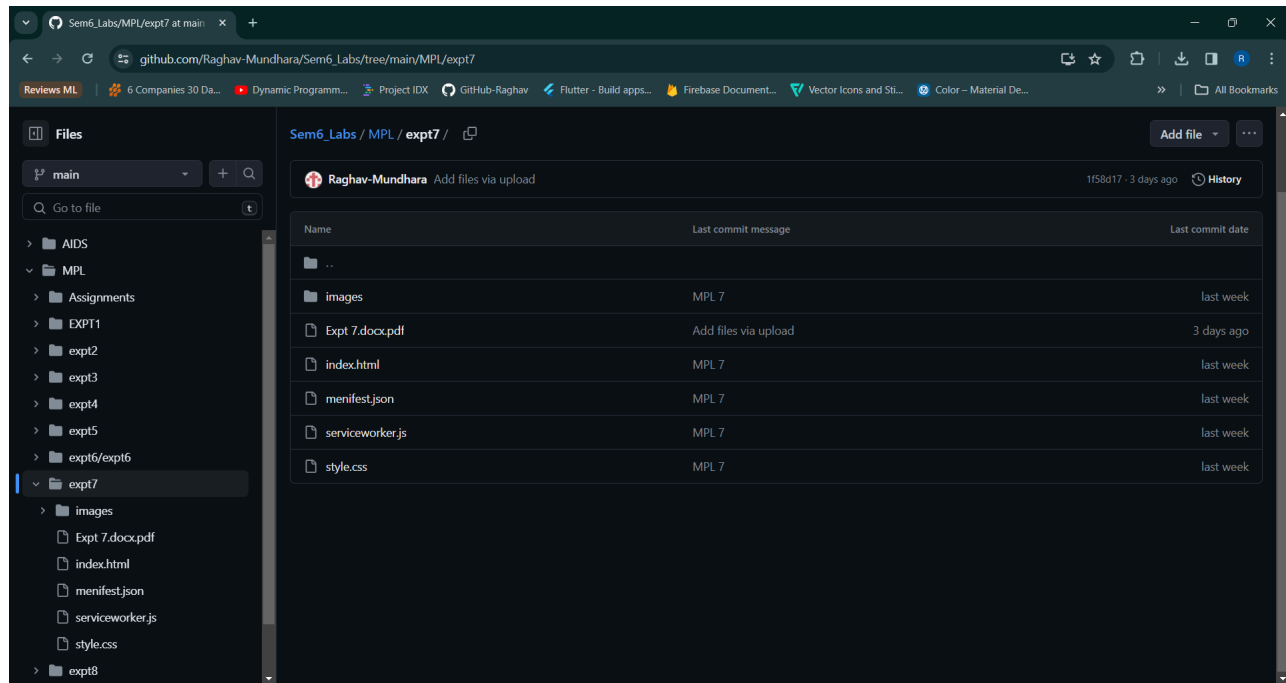 Sem6_Labs/MPL/expt7 at main
github.com/Raghav-Mundhara/Sem6_Labs/tree/main/MPL/expt7
R
Reviews ML
6 Companies 30 Da...
Dynamic Programm...
Project IDX
GitHub-Raghav
Flutter - Build apps...
Firebase Document...
Vector Icons and Sti...
Color – Material De...
All Bookmarks
Files
main
Go to file
t
AIDS
MPL
Assignments
EXPT1
expt2
expt3
expt4
expt5
expt6/expt6
expt7
images
Expt 7.docx.pdf
index.html
menifest.json
serviceworker.js
style.css
expt8
Sem6_Labs / MPL / expt7 /
Add file
Raghav-Mundhara Add files via upload
1f58d17 · 3 days ago
History
Name Last commit message Last commit date
..
images MPL 7 last week
Expt 7.docx.pdf Add files via upload 3 days ago
index.html MPL 7 last week
menifest.json MPL 7 last week
serviceworker.js MPL 7 last week
style.css MPL 7 last week